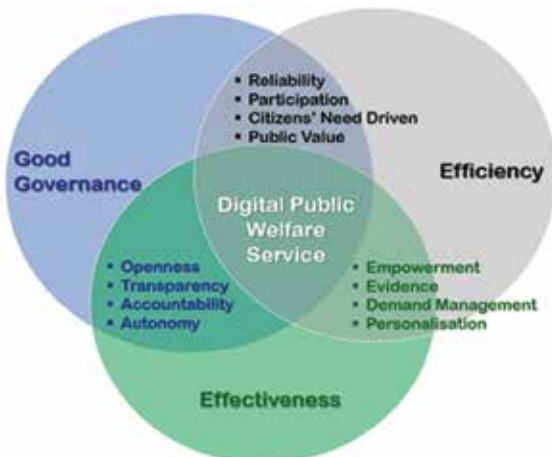 ▪ Reliability
▪ Participation
▪ Citizens' Need Driven
▪ Public Value
Good
Governance
Efficiency
Digital Public
Welfare
Service
▪ Openness
▪ Transparency
▪ Accountability
▪ Autonomy
▪ Empowerment
▪ Evidence
▪ Demand Management
▪ Personalisation
Effectiveness